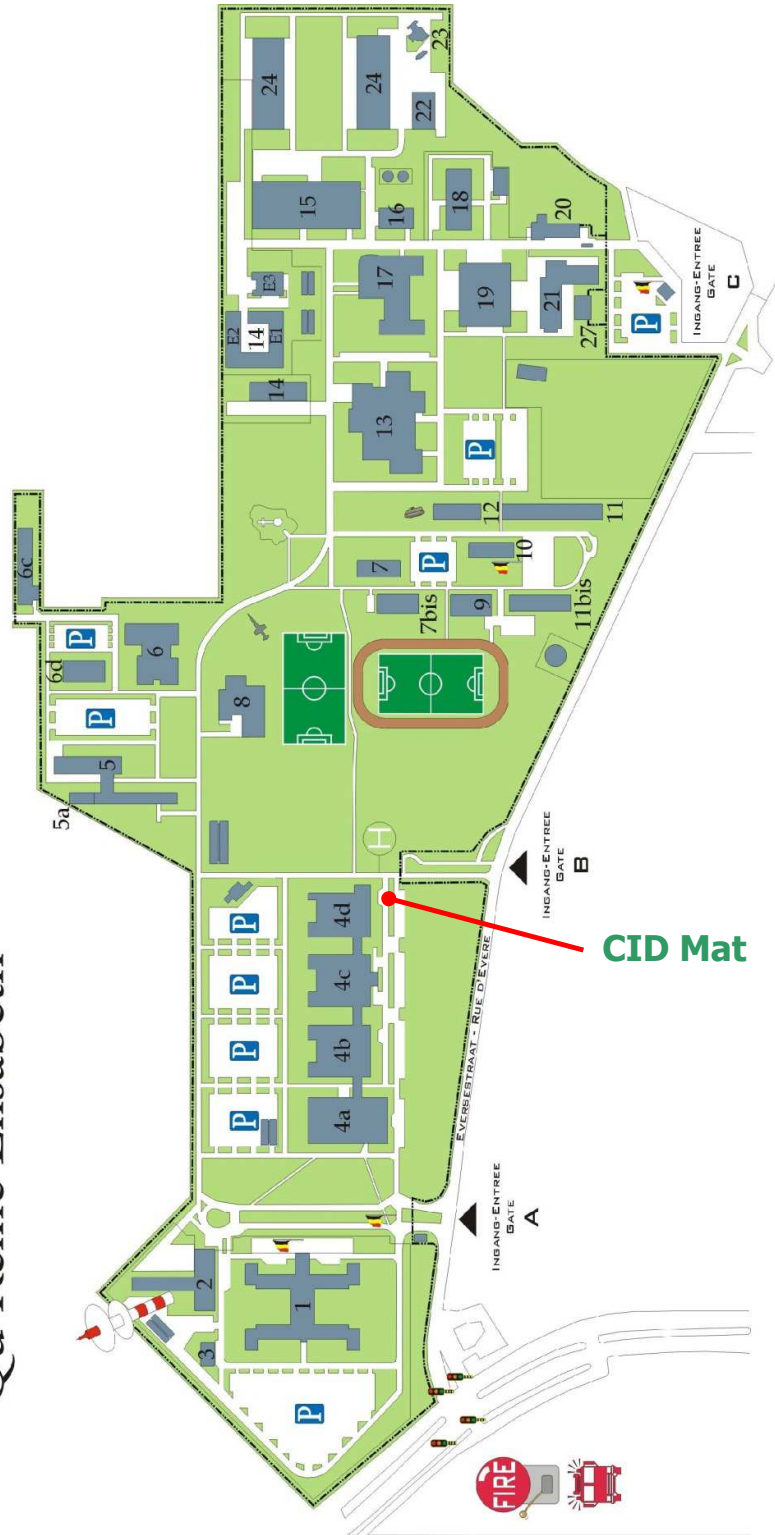 Qu Reine Elisabeth
6c
6d
P
P
6
5
5a
8
24
24
23
22
15
16
18
E3
E2
14
E1
14
17
19
20
21
27
P
INGANG-ENTREE
GATE
C
13
P
12
11
7
P
10
7bis
9
11bis
H
P
P
P
P
4d
4c
4b
4a
CID Mat
INGANG-ENTREE
GATE
B
EVERSESTRAAT - RUE D'EVERE
INGANG-ENTREE
GATE
A
2
3
1
P
FIRE